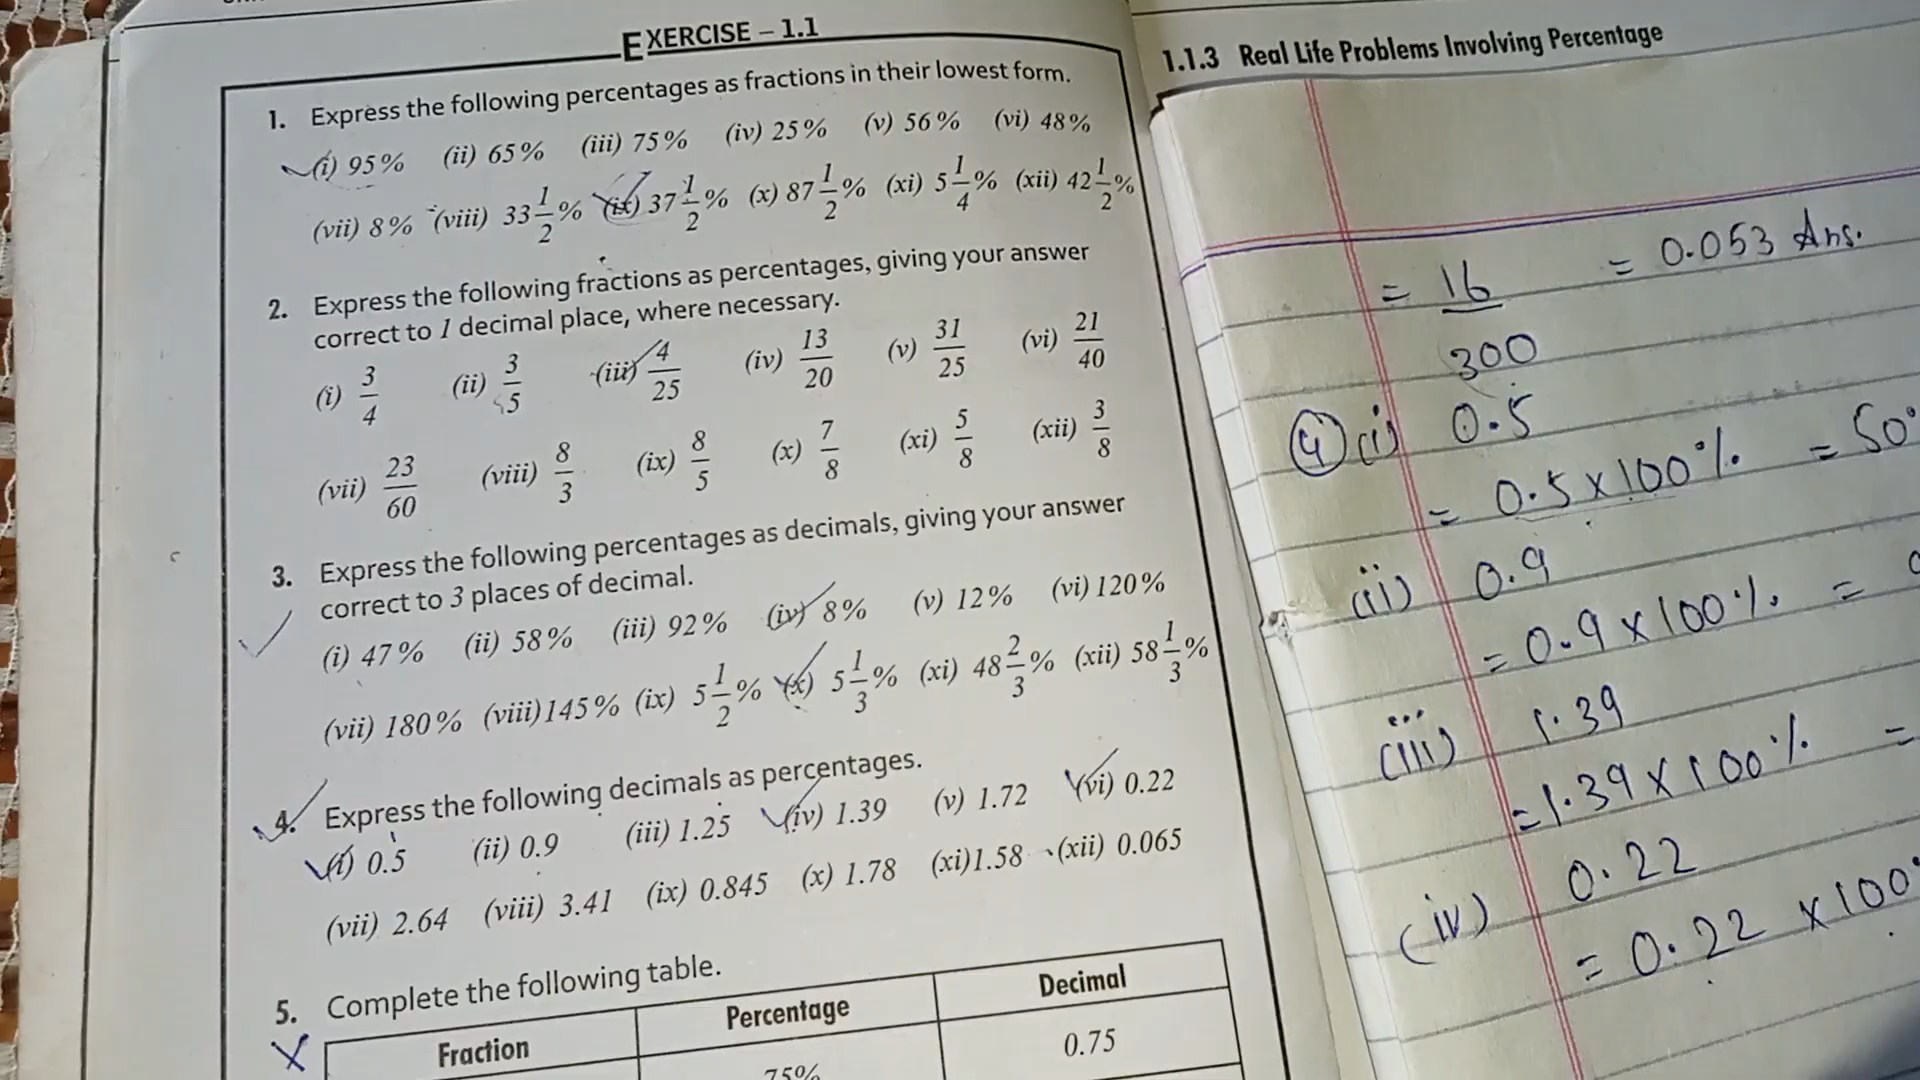 EXERCISE – 1.1
1. Express the following percentages as fractions in their lowest form.
(i) 95% (ii) 65% (iii) 75% (iv) 25% (v) 56% (vi) 48%
(vii) 8% (viii) 33 1/2% (ix) 37 1/2% (x) 87 1/2% (xi) 5 1/4% (xii) 42 1/2%
2. Express the following fractions as percentages, giving your answer
correct to 1 decimal place, where necessary.
(i) 3/4 (ii) 3/5 (iii) 4/25 (iv) 13/20 (v) 31/25 (vi) 21/40
(vii) 23/60 (viii) 8/3 (ix) 8/5 (x) 7/8 (xi) 5/8 (xii) 3/8
3. Express the following percentages as decimals, giving your answer
correct to 3 places of decimal.
(i) 47% (ii) 58% (iii) 92% (iv) 8% (v) 12% (vi) 120%
(vii) 180% (viii) 145% (ix) 5 1/2% (x) 5 1/3% (xi) 48 2/3% (xii) 58 1/3%
4. Express the following decimals as percentages.
(i) 0.5 (ii) 0.9 (iii) 1.25 (iv) 1.39 (v) 1.72 (vi) 0.22
(vii) 2.64 (viii) 3.41 (ix) 0.845 (x) 1.78 (xi) 1.58 (xii) 0.065
5. Complete the following table.
Fraction Percentage Decimal
75% 0.75
1.1.3 Real Life Problems Involving Percentage
= 16/300 = 0.053 Ans.
4 (i) 0.5
= 0.5 x 100% = 50
(ii) 0.9
= 0.9 x 100% =
(iii) 1.39
= 1.39 x 100% =
(iv) 0.22
= 0.22 x 100